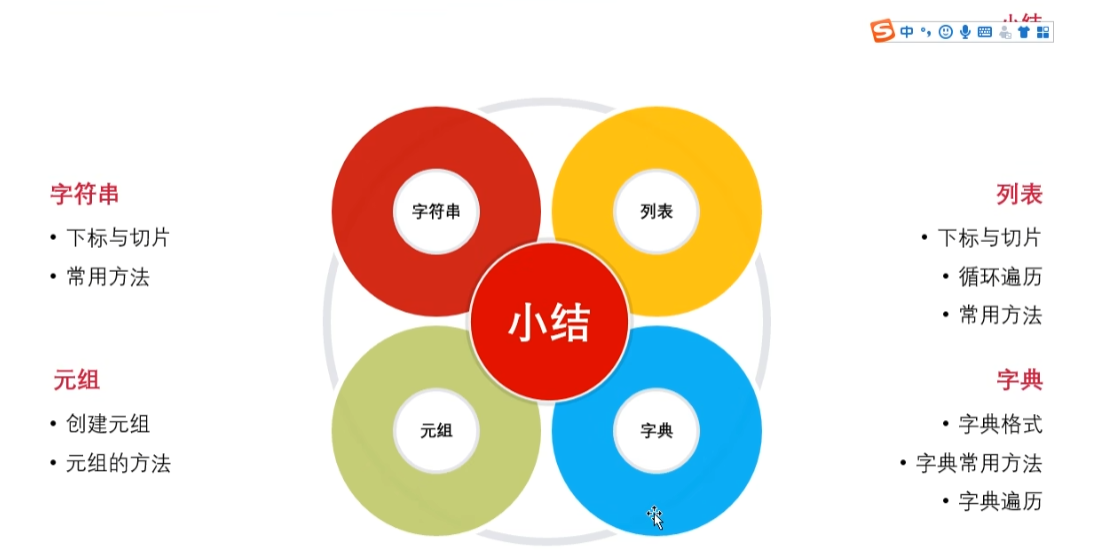 中
字符串
• 下标与切片
• 常用方法
元组
• 创建元组
• 元组的方法
字符串
列表
小结
元组
字典
列表
• 下标与切片
• 循环遍历
• 常用方法
字典
• 字典格式
• 字典常用方法
• 字典遍历